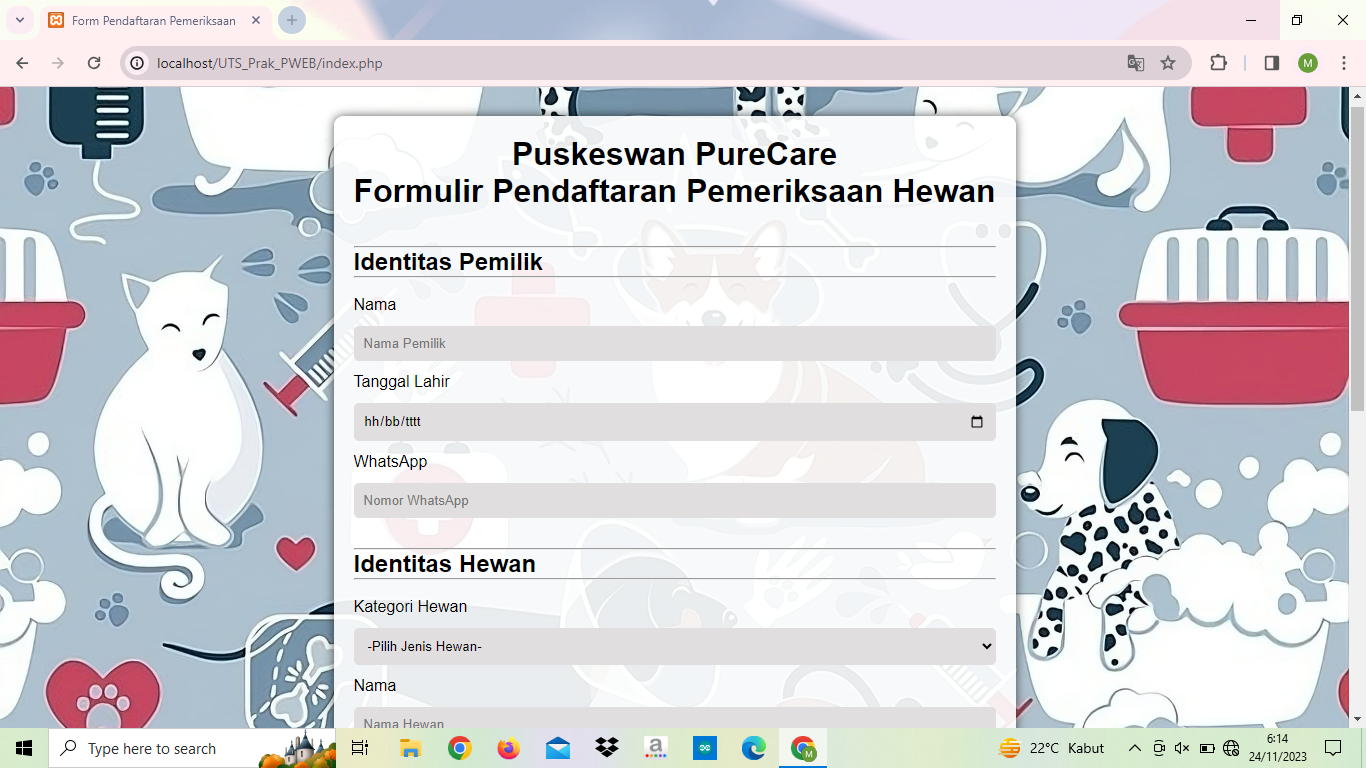 Form Pendaftaran Pemeriksaan
localhost/UTS_Prak_PWEB/index.php
M
Puskeswan PureCare
Formulir Pendaftaran Pemeriksaan Hewan
Identitas Pemilik
Nama
Nama Pemilik
Tanggal Lahir
hh/bb/tttt
WhatsApp
Nomor WhatsApp
Identitas Hewan
Kategori Hewan
-Pilih Jenis Hewan-
Nama
Nama Hewan
Type here to search
a
M
22°C Kabut
6:14
24/11/2023